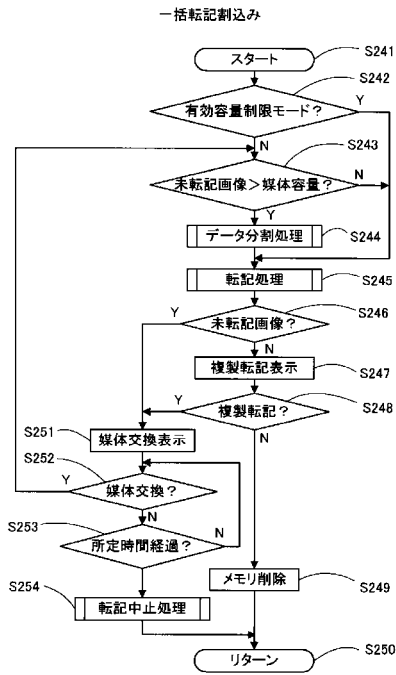 一括転記割込み
スタート
S241
S242
有効容量制限モード?
Y
N
S243
未転記画像>媒体容量?
N
Y
データ分割処理
S244
転記処理
S245
S246
未転記画像?
Y
N
複製転記表示
S247
複製転記?
Y
S248
N
S251
媒体交換表示
S252
媒体交換?
Y
N
S253
所定時間経過?
N
Y
S254
転記中止処理
メモリ削除
S249
リターン
S250